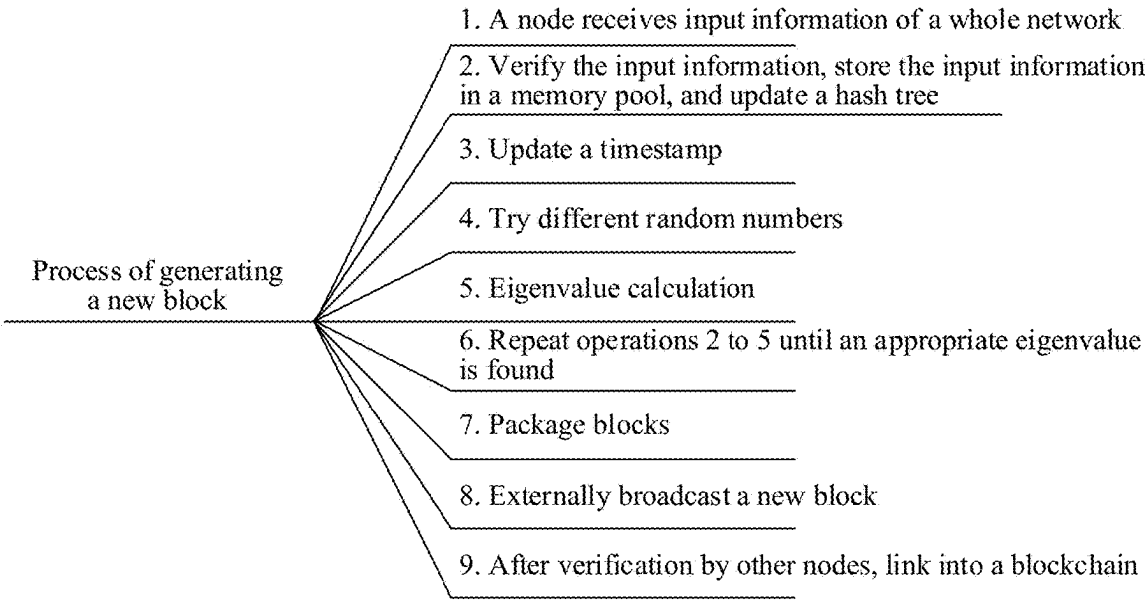 1. A node receives input information of a whole network
2. Verify the input information, store the input information
in a memory pool, and update a hash tree
3. Update a timestamp
4. Try different random numbers
Process of generating
a new block
5. Eigenvalue calculation
6. Repeat operations 2 to 5 until an appropriate eigenvalue
is found
7. Package blocks
8. Externally broadcast a new block
9. After verification by other nodes, link into a blockchain